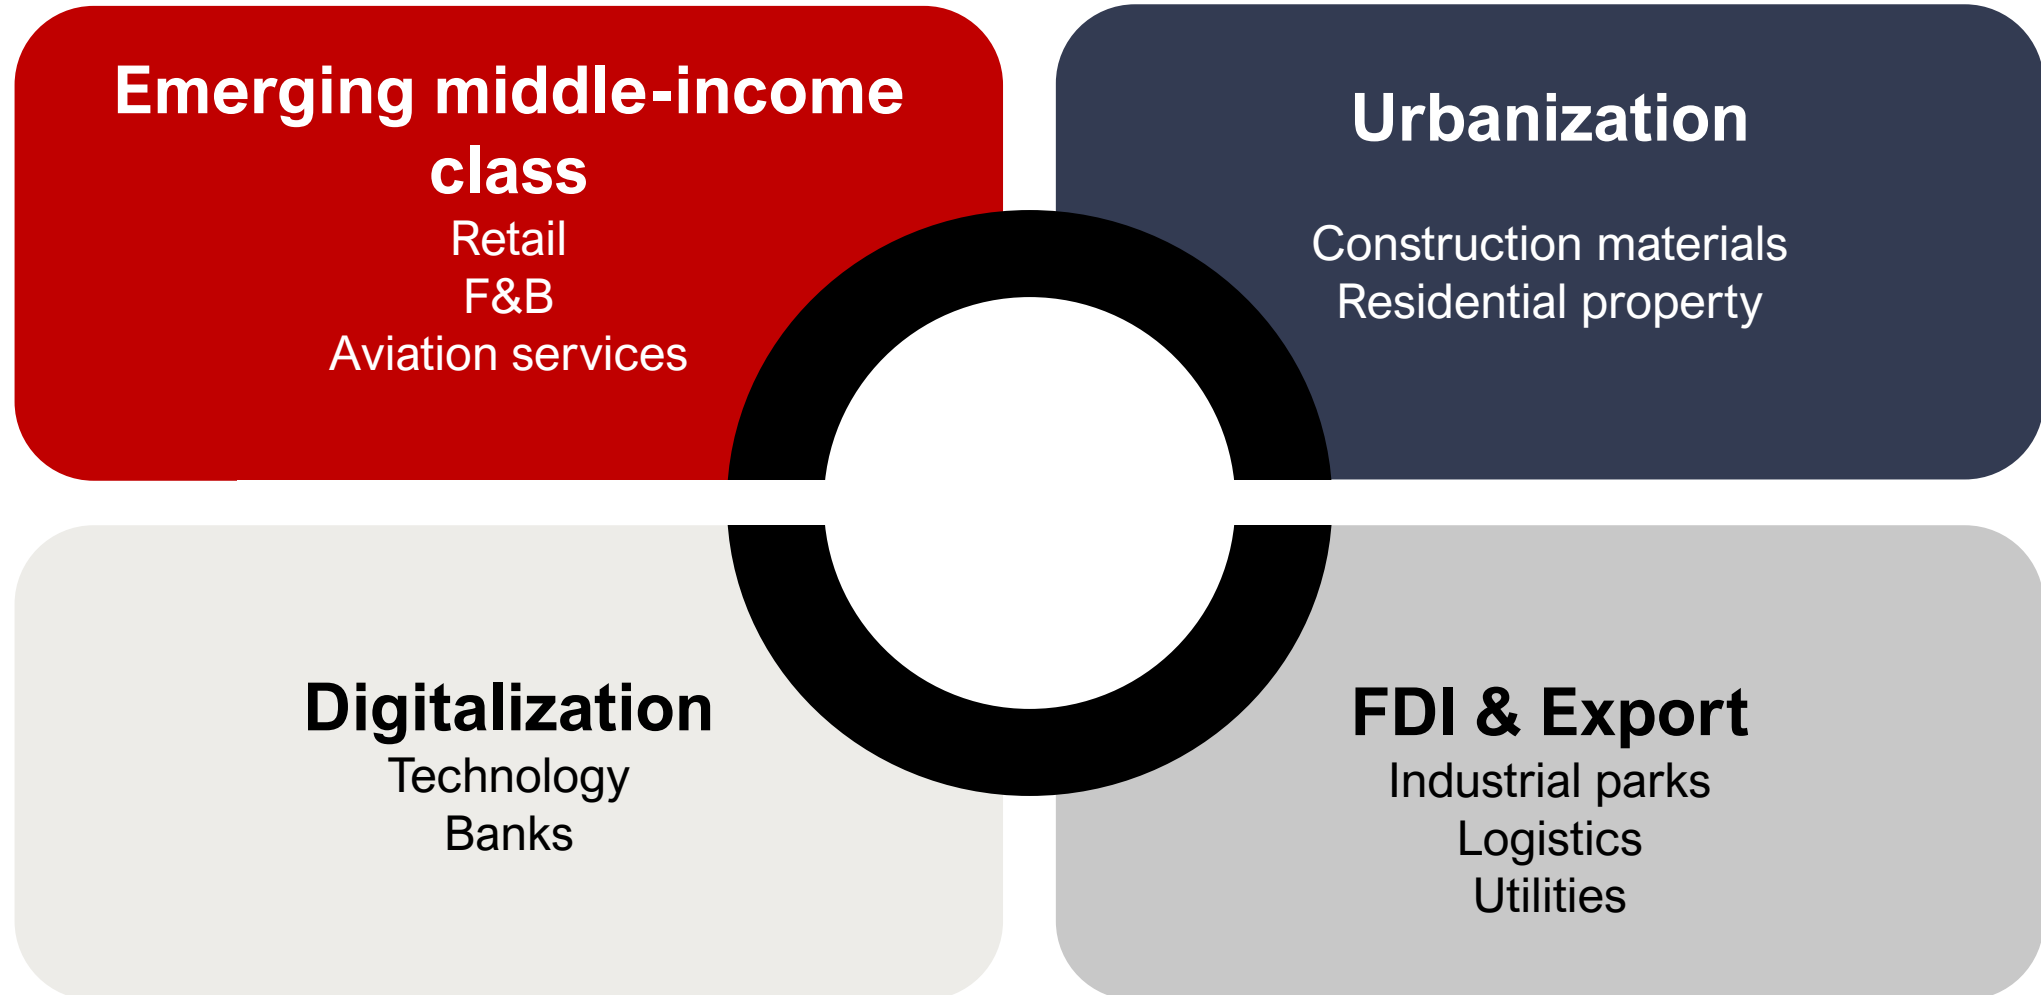 Emerging middle-income
class
Retail
F&B
Aviation services
Urbanization
Construction materials
Residential property
Digitalization
Technology
Banks
FDI & Export
Industrial parks
Logistics
Utilities